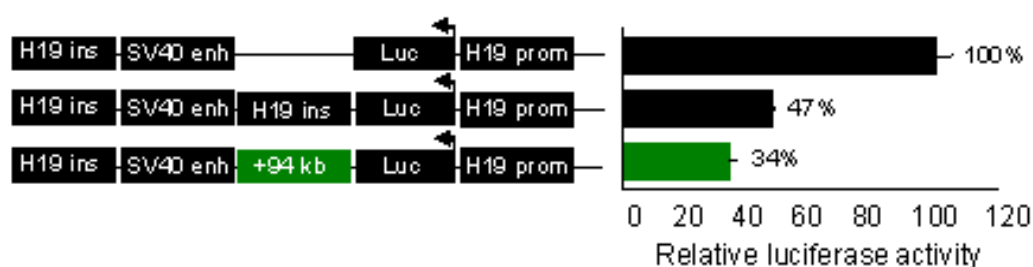 H19 ins SV40 enh Luc H19 prom 100%
H19 ins SV40 enh H19 ins Luc H19 prom 47%
H19 ins SV40 enh +94 kb Luc H19 prom 34%
0 20 40 60 80 100 120
Relative luciferase activity